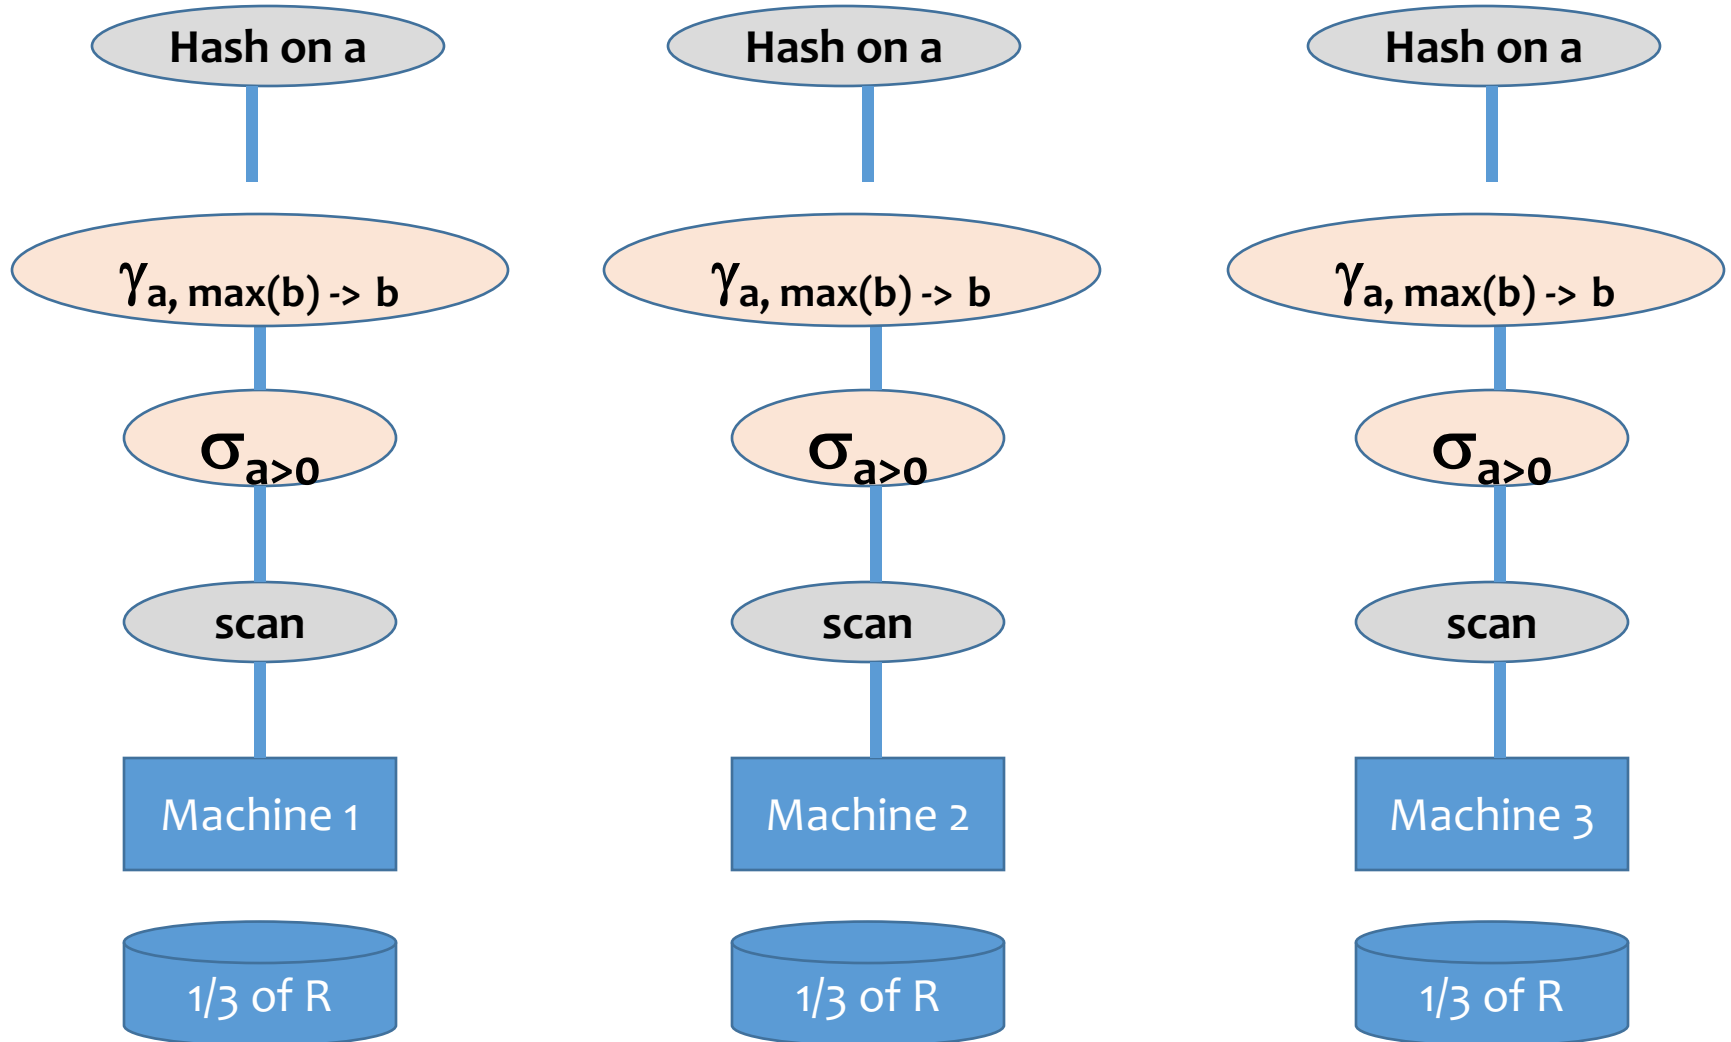 Hash on a
Hash on a
Hash on a
γa, max(b) -> b
γa, max(b) -> b
γa, max(b) -> b
σa>0
σa>0
σa>0
scan
scan
scan
Machine 1
Machine 2
Machine 3
1/3 of R
1/3 of R
1/3 of R